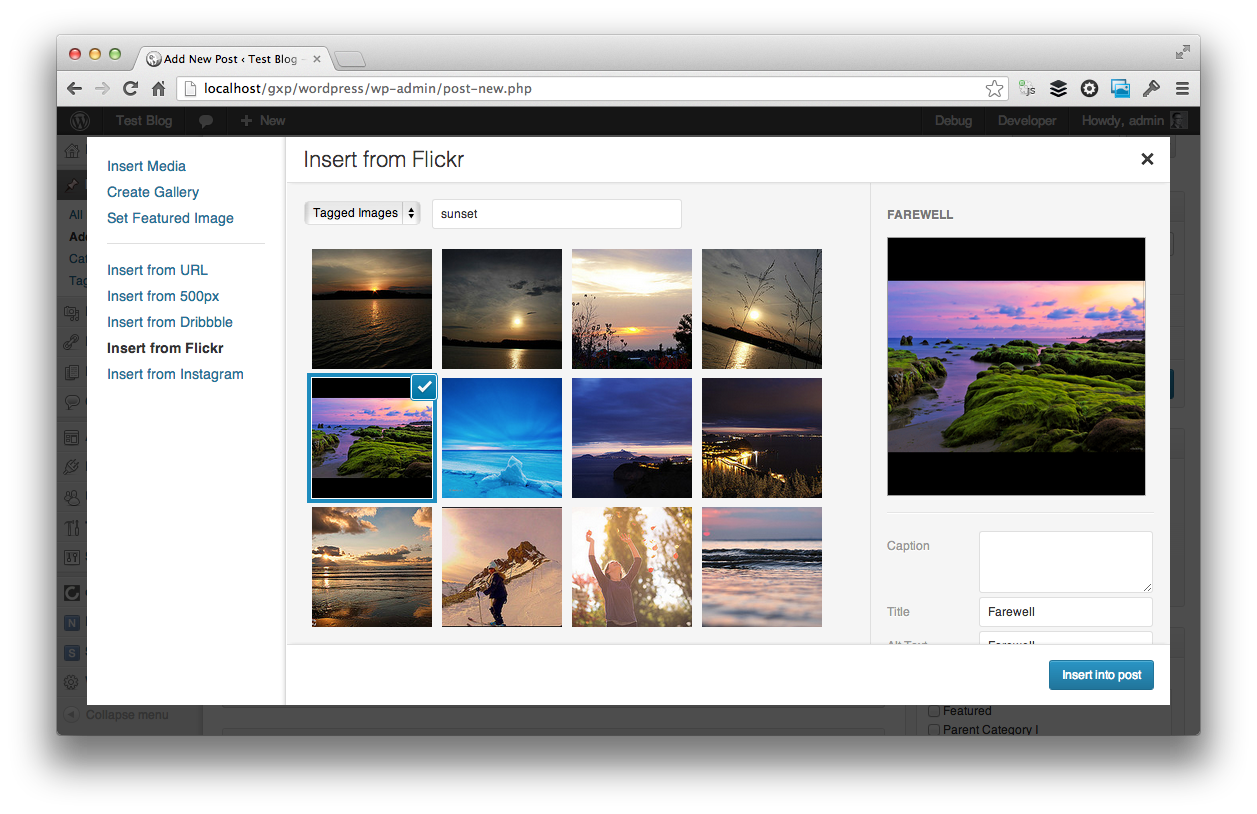 Add New Post ‹ Test Blog –
localhost/gxp/wordpress/wp-admin/post-new.php
js
Test Blog
New
Debug
Developer
Howdy, admin
All
Add
Cat
Tag
N
S
Collapse menu
Insert Media
Create Gallery
Set Featured Image
Insert from URL
Insert from 500px
Insert from Dribbble
Insert from Flickr
Insert from Instagram
Insert from Flickr
Tagged Images
sunset
FAREWELL
Caption
Title
Farewell
Alt Text
Farewell
Insert into post
Featured
Parent Category I